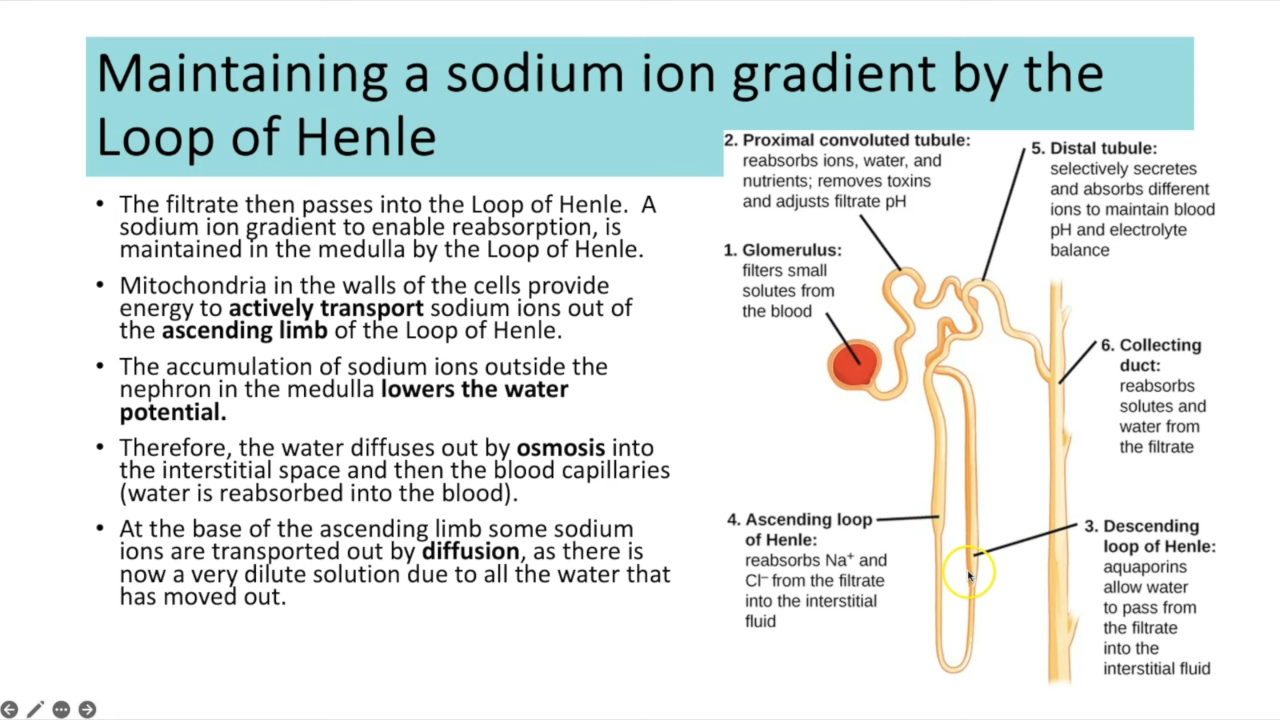 Maintaining a sodium ion gradient by the
Loop of Henle
• The filtrate then passes into the Loop of Henle. A
sodium ion gradient to enable reabsorption, is
maintained in the medulla by the Loop of Henle.
• Mitochondria in the walls of the cells provide
energy to actively transport sodium ions out of
the ascending limb of the Loop of Henle.
• The accumulation of sodium ions outside the
nephron in the medulla lowers the water
potential.
• Therefore, the water diffuses out by osmosis into
the interstitial space and then the blood capillaries
(water is reabsorbed into the blood).
• At the base of the ascending limb some sodium
ions are transported out by diffusion, as there is
now a very dilute solution due to all the water that
has moved out.
2. Proximal convoluted tubule:
reabsorbs ions, water, and
nutrients; removes toxins
and adjusts filtrate pH
1. Glomerulus:
filters small
solutes from
the blood
5. Distal tubule:
selectively secretes
and absorbs different
ions to maintain blood
pH and electrolyte
balance
6. Collecting
duct:
reabsorbs
solutes and
water from
the filtrate
4. Ascending loop
of Henle:
reabsorbs Na⁺ and
Cl⁻ from the filtrate
into the interstitial
fluid
3. Descending
loop of Henle:
aquaporins
allow water
to pass from
the filtrate
into the
interstitial fluid